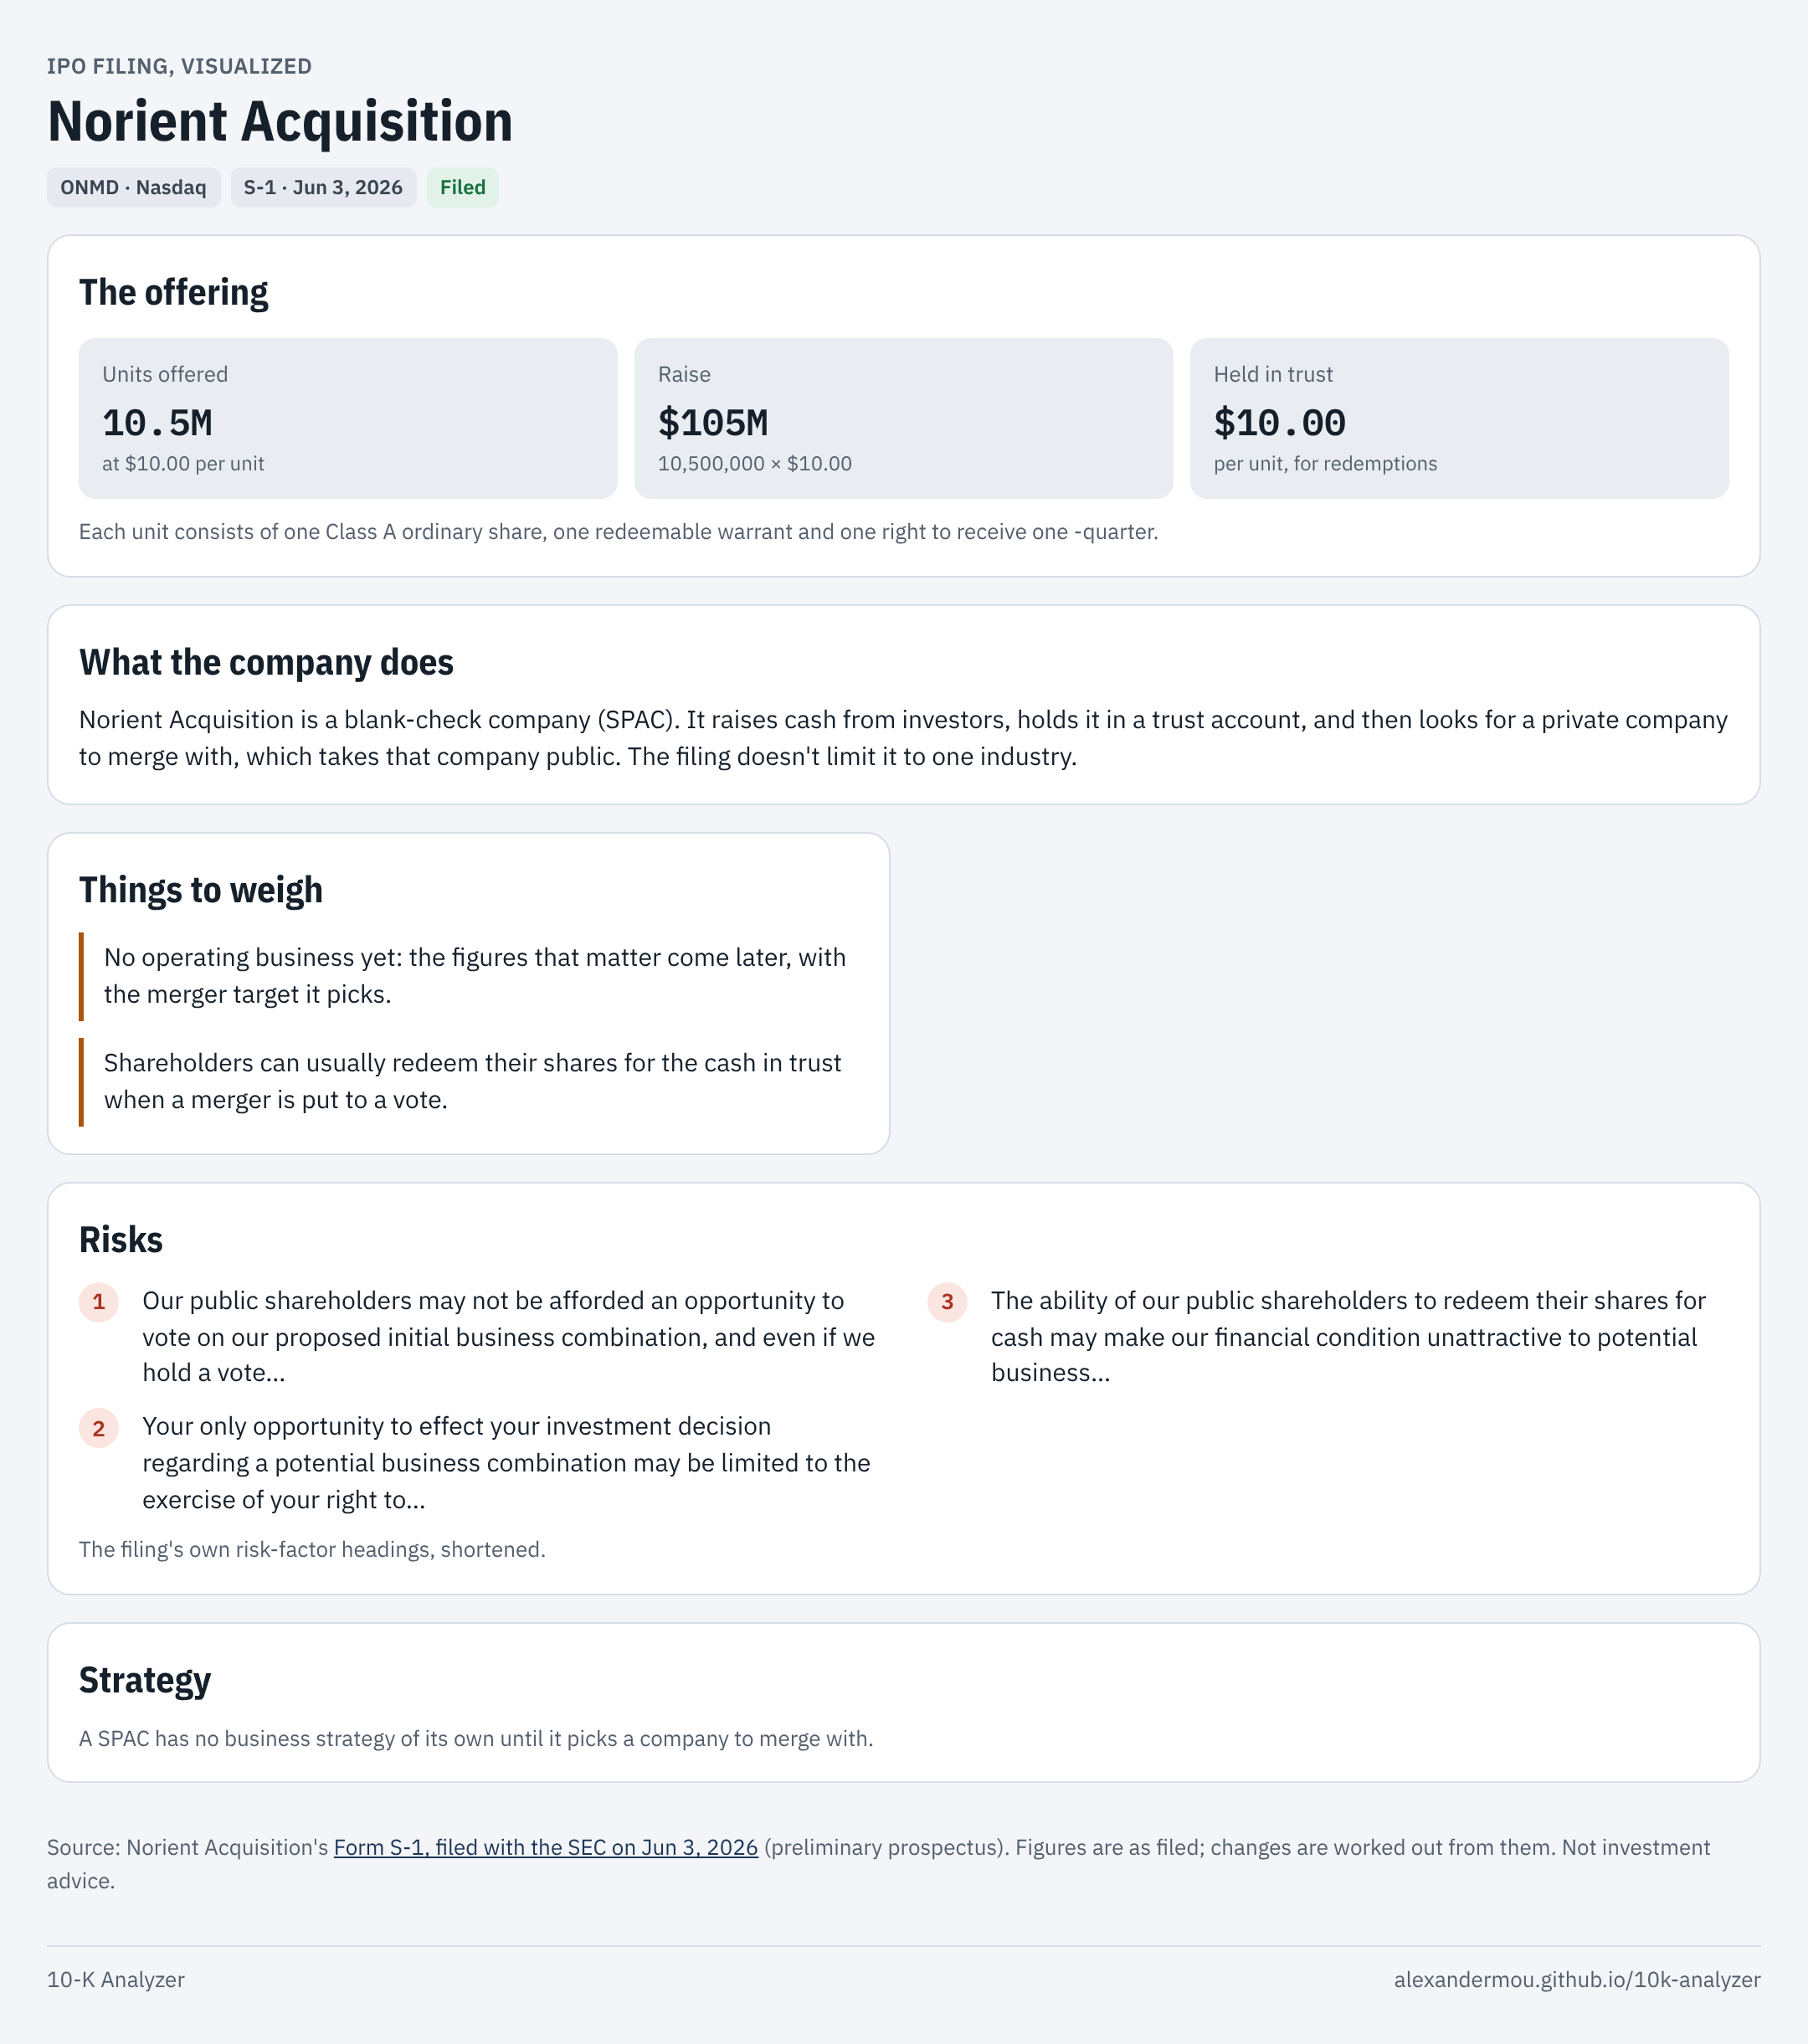 IPO FILING, VISUALIZED
Norient Acquisition
ONMD · Nasdaq
S-1 · Jun 3, 2026
Filed
The offering
Units offered
10.5M
at $10.00 per unit
Raise
$105M
10,500,000 × $10.00
Held in trust
$10.00
per unit, for redemptions
Each unit consists of one Class A ordinary share, one redeemable warrant and one right to receive one -quarter.
What the company does
Norient Acquisition is a blank-check company (SPAC). It raises cash from investors, holds it in a trust account, and then looks for a private company
to merge with, which takes that company public. The filing doesn't limit it to one industry.
Things to weigh
No operating business yet: the figures that matter come later, with
the merger target it picks.
Shareholders can usually redeem their shares for the cash in trust
when a merger is put to a vote.
Risks
1
Our public shareholders may not be afforded an opportunity to
vote on our proposed initial business combination, and even if we
hold a vote…
2
Your only opportunity to effect your investment decision
regarding a potential business combination may be limited to the
exercise of your right to…
3
The ability of our public shareholders to redeem their shares for
cash may make our financial condition unattractive to potential
business…
The filing's own risk-factor headings, shortened.
Strategy
A SPAC has no business strategy of its own until it picks a company to merge with.
Source: Norient Acquisition's Form S-1, filed with the SEC on Jun 3, 2026 (preliminary prospectus). Figures are as filed; changes are worked out from them. Not investment
advice.
10-K Analyzer
alexandermou.github.io/10k-analyzer